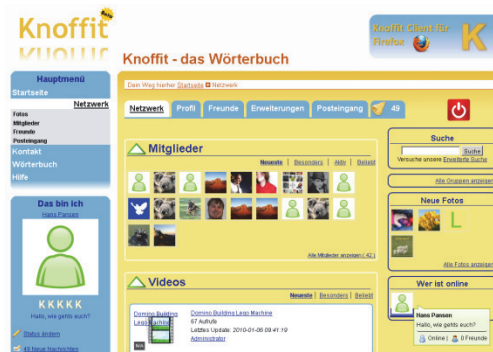 Knoffit
Beta
Knoffit Client für
Firefox
K
Knoffit - das Wörterbuch
Hauptmenü
Startseite
Netzwerk
Fotos
Mitglieder
Freunde
Posteingang
Kontakt
Wörterbuch
Hilfe
Dein Weg hierher Startseite Netzwerk
Netzwerk Profil Freunde Erweiterungen Posteingang 49
Mitglieder
Neueste | Besonders | Aktiv | Beliebt
Alle Mitglieder anzeigen ( 42 )
Suche
Suche
Versuche unsere Erweiterte Suche
Alle Gruppen anzeigen
Neue Fotos
L
Alle Fotos anzeigen
Das bin ich
Hans Pansen
KKKKK
Hallo, wie gehts euch?
Status ändern
49 Neue Nachrichten
Videos
Neueste | Besonders | Beliebt
Domino Building
Lego Machine
N/A
Domino Building Lego Machine
67 Aufrufe
Letztes Update: 2010-01-06 09:41:19
Administrator
Wer ist online
Hans Pansen
Hallo, wie gehts euch?
Online | 0 Freunde